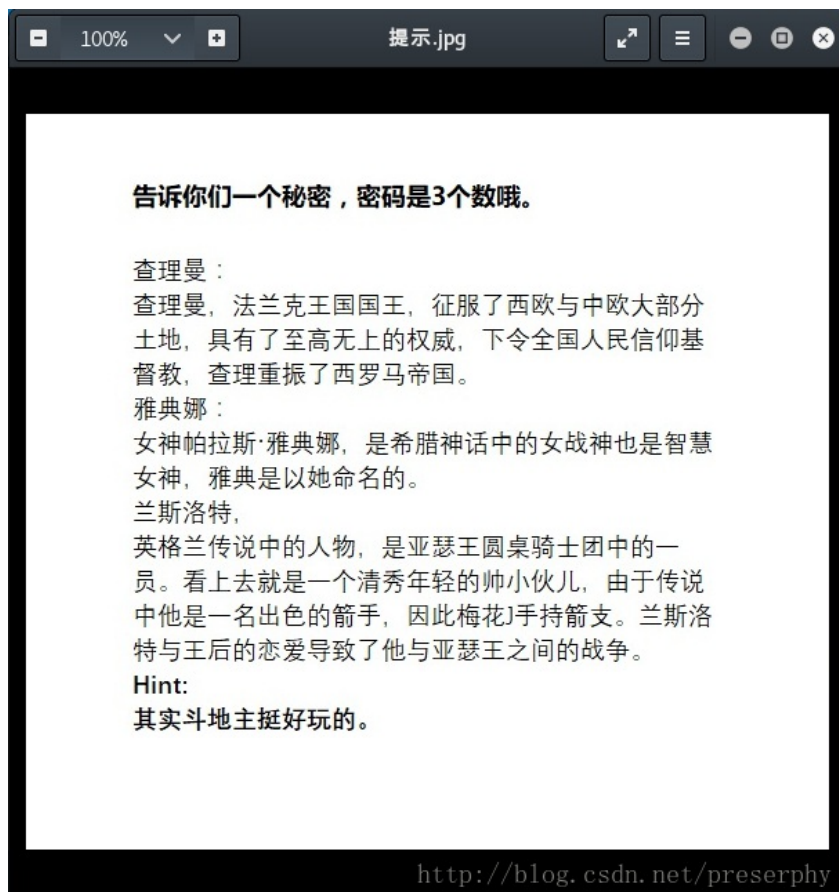 100%
提示.jpg
告诉你们一个秘密，密码是3个数哦。
查理曼：
查理曼，法兰克王国国王，征服了西欧与中欧大部分
土地，具有了至高无上的权威，下令全国人民信仰基
督教，查理重振了西罗马帝国。
雅典娜：
女神帕拉斯·雅典娜，是希腊神话中的女战神也是智慧
女神，雅典是以她命名的。
兰斯洛特，
英格兰传说中的人物，是亚瑟王圆桌骑士团中的一
员。看上去就是一个清秀年轻的帅小伙儿，由于传说
中他是一名出色的箭手，因此梅花J手持箭支。兰斯洛
特与王后的恋爱导致了他与亚瑟王之间的战争。
Hint:
其实斗地主挺好玩的。
http://blog.csdn.net/preserphy